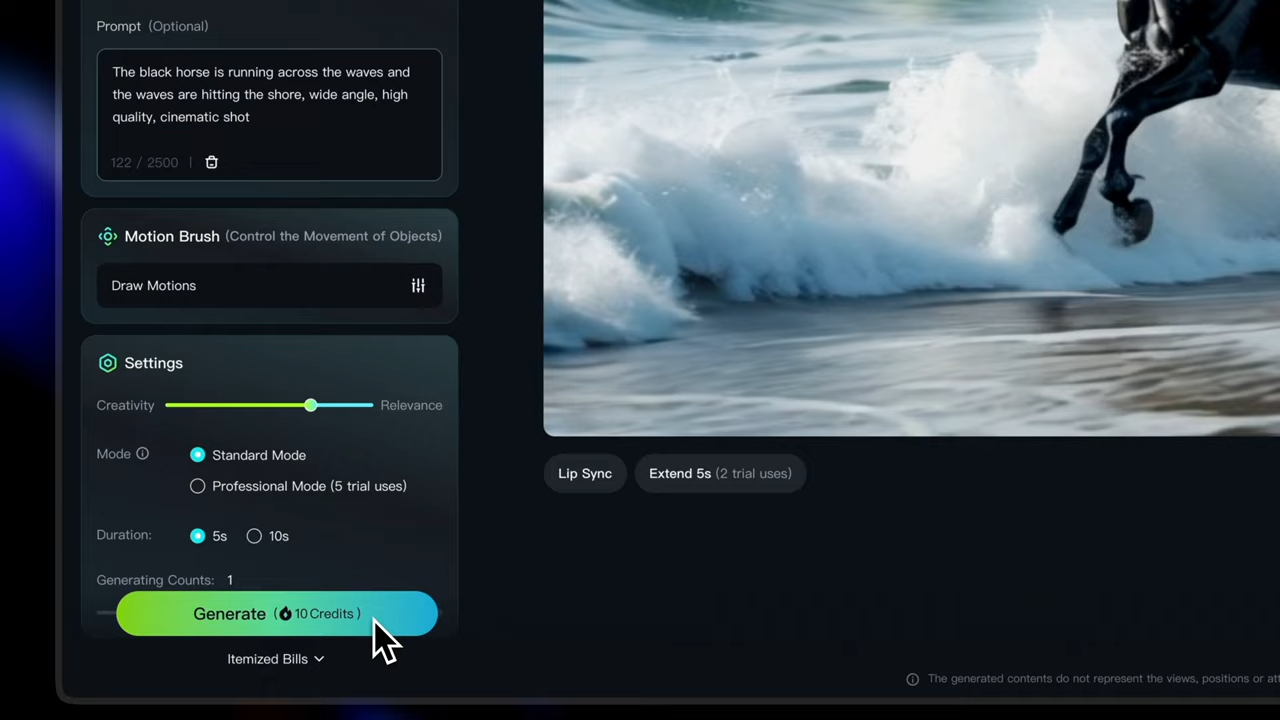 Prompt (Optional)
The black horse is running across the waves and
the waves are hitting the shore, wide angle, high
quality, cinematic shot
122 / 2500 |
Motion Brush (Control the Movement of Objects)
Draw Motions
Settings
Creativity Relevance
Mode Standard Mode
Professional Mode (5 trial uses)
Duration: 5s 10s
Generating Counts: 1
Generate ( 10 Credits )
Itemized Bills
Lip Sync Extend 5s (2 trial uses)
The generated contents do not represent the views, positions or